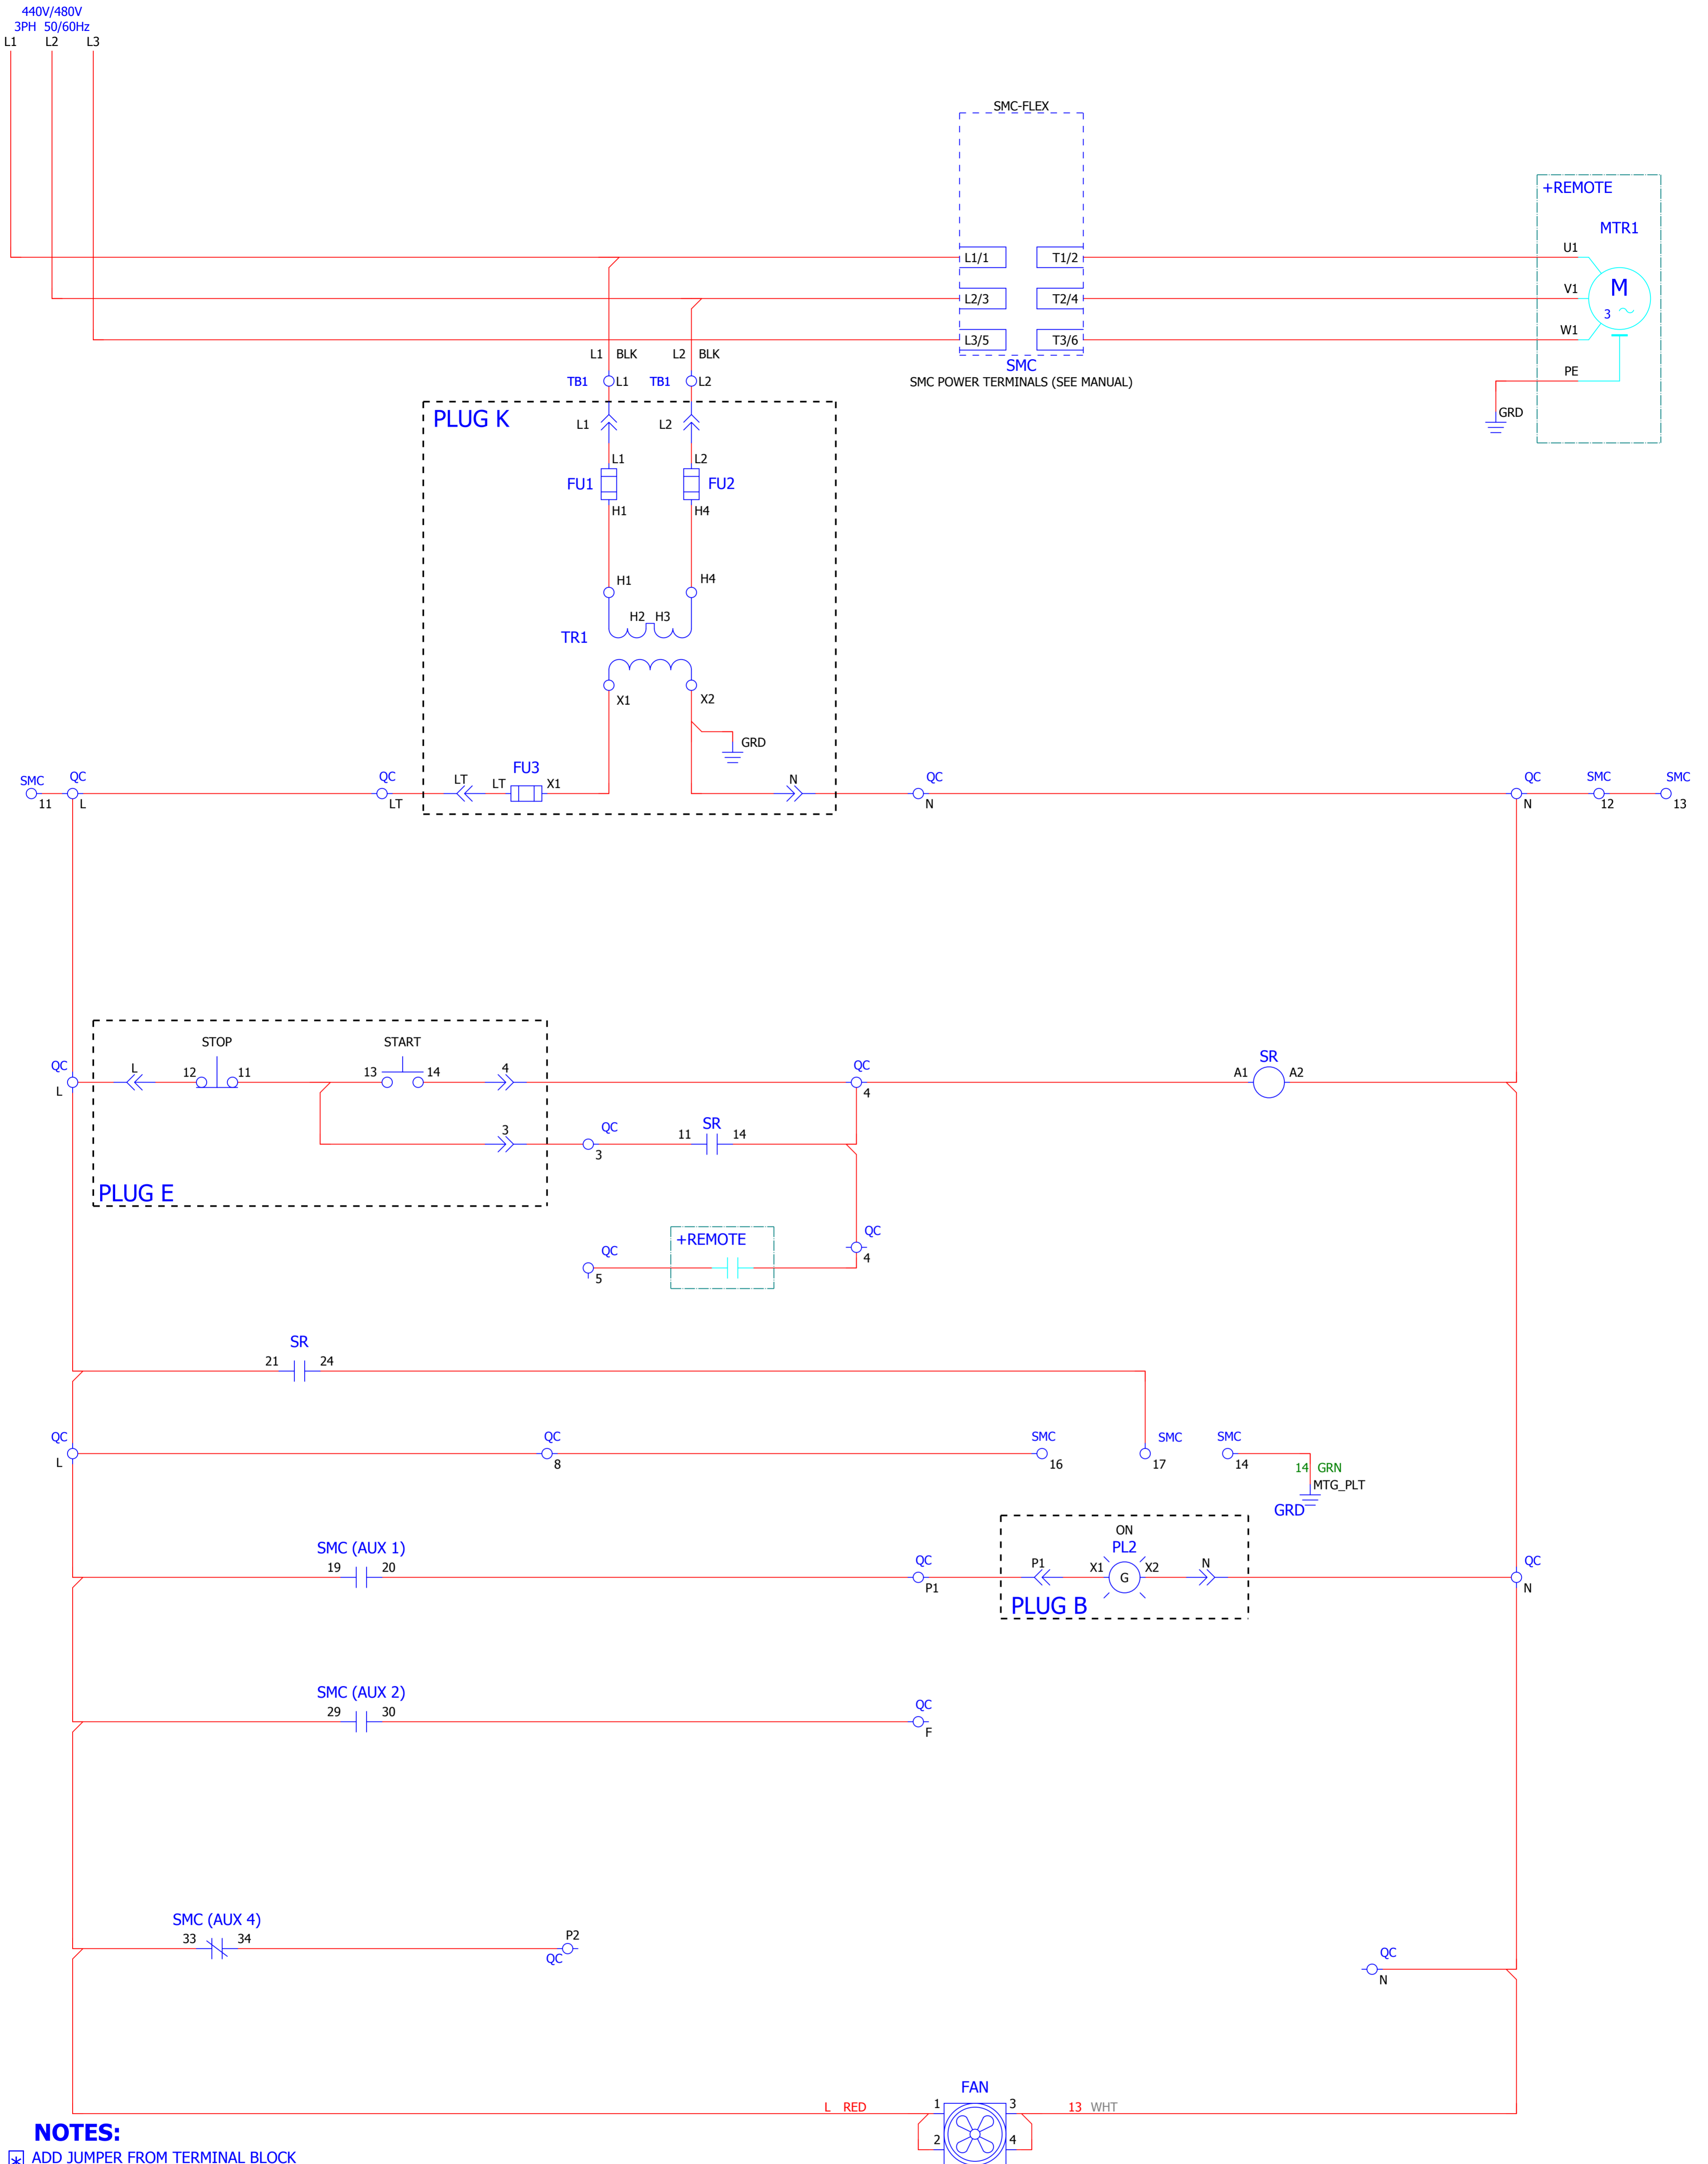 440V/480V
3PH 50/60Hz
L1 L2 L3
SMC-FLEX
+REMOTE
MTR1
U1
L1/1 T1/2
M
3
V1
L2/3 T2/4
W1
L3/5 T3/6
L1 BLK L2 BLK
SMC
PE
TB1 L1 TB1 L2
SMC POWER TERMINALS (SEE MANUAL)
GRD
PLUG K
L1 L2
L1 L2
FU1 FU2
H1 H4
H1 H4
H2 H3
TR1
X1 X2
GRD
FU3
SMC QC QC LT LT X1 N QC QC SMC SMC
11 L LT N N 12 13
STOP START
QC L 12 11 13 14 4 QC SR
A1 A2
L 4
3 QC SR
11 14
3
PLUG E
QC
+REMOTE
QC 4
5
SR
21 24
QC QC SMC SMC SMC
L 8 16 17 14
14 GRN
MTG_PLT
GRD
ON
SMC (AUX 1) PL2
19 20 QC P1 X1 X2 N QC
G
P1 N
PLUG B
SMC (AUX 2)
29 30 QC
F
SMC (AUX 4)
33 34 P2
QC QC
N
FAN
L RED 1 3 13 WHT
2 4
NOTES:
* ADD JUMPER FROM TERMINAL BLOCK